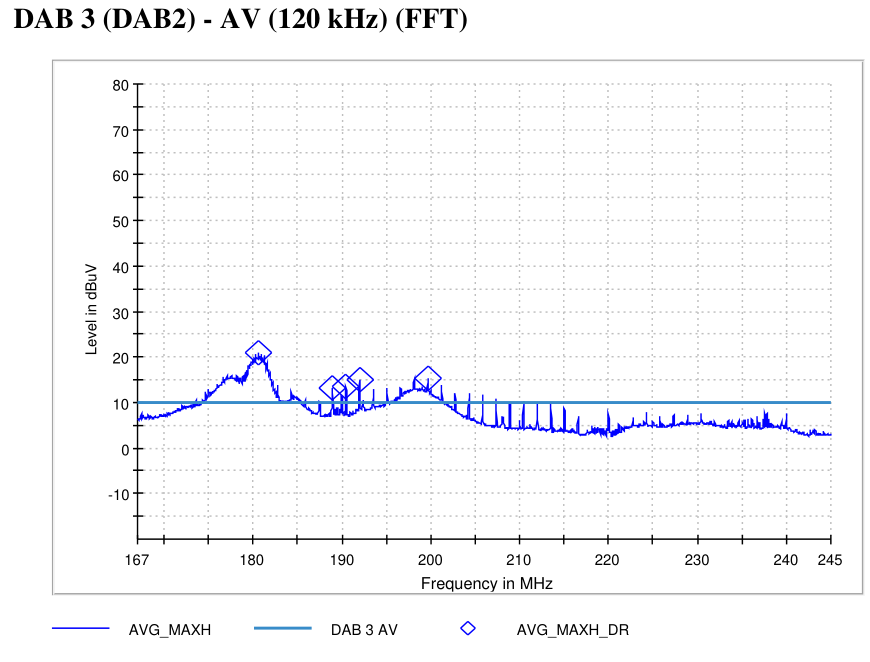 DAB 3 (DAB2) - AV (120 kHz) (FFT)
80
70
60
50
40
30
20
10
0
-10
Level in dBuV
167 180 190 200 210 220 230 240 245
Frequency in MHz
AVG_MAXH DAB 3 AV AVG_MAXH_DR